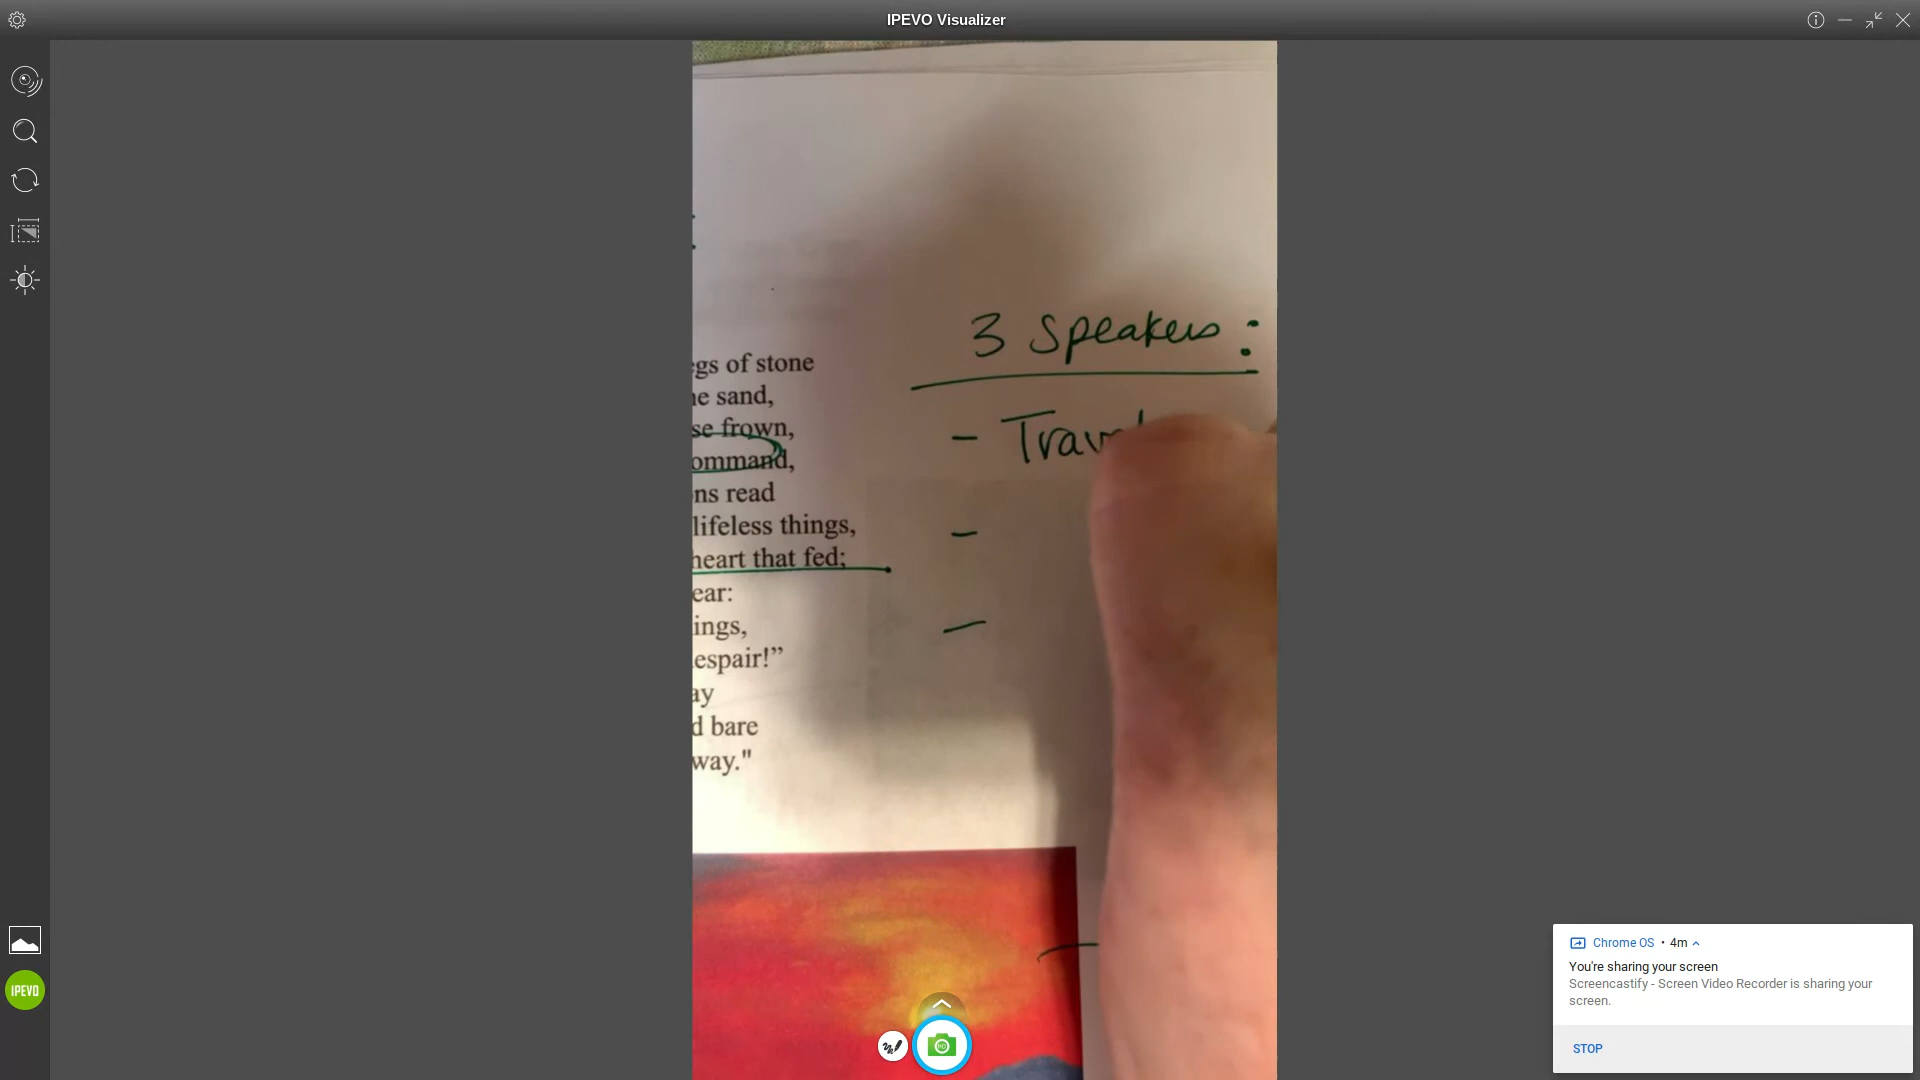 IPEVO Visualizer
3 Speakers :
gs of stone
e sand,
se frown,
- Trav
ommand,
ns read
lifeless things,
-
heart that fed;
ear:
ings,
-
espair!”
ay
d bare
way."
Chrome OS • 4m
You're sharing your screen
Screencastify - Screen Video Recorder is sharing your
screen.
IPEVO
HD
STOP